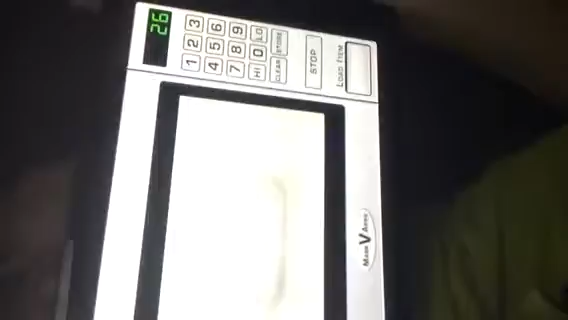 26
1 2 3
4 5 6
7 8 9
HI 0 LO
CLEAR STORE
STOP
LOAD ITEM
V